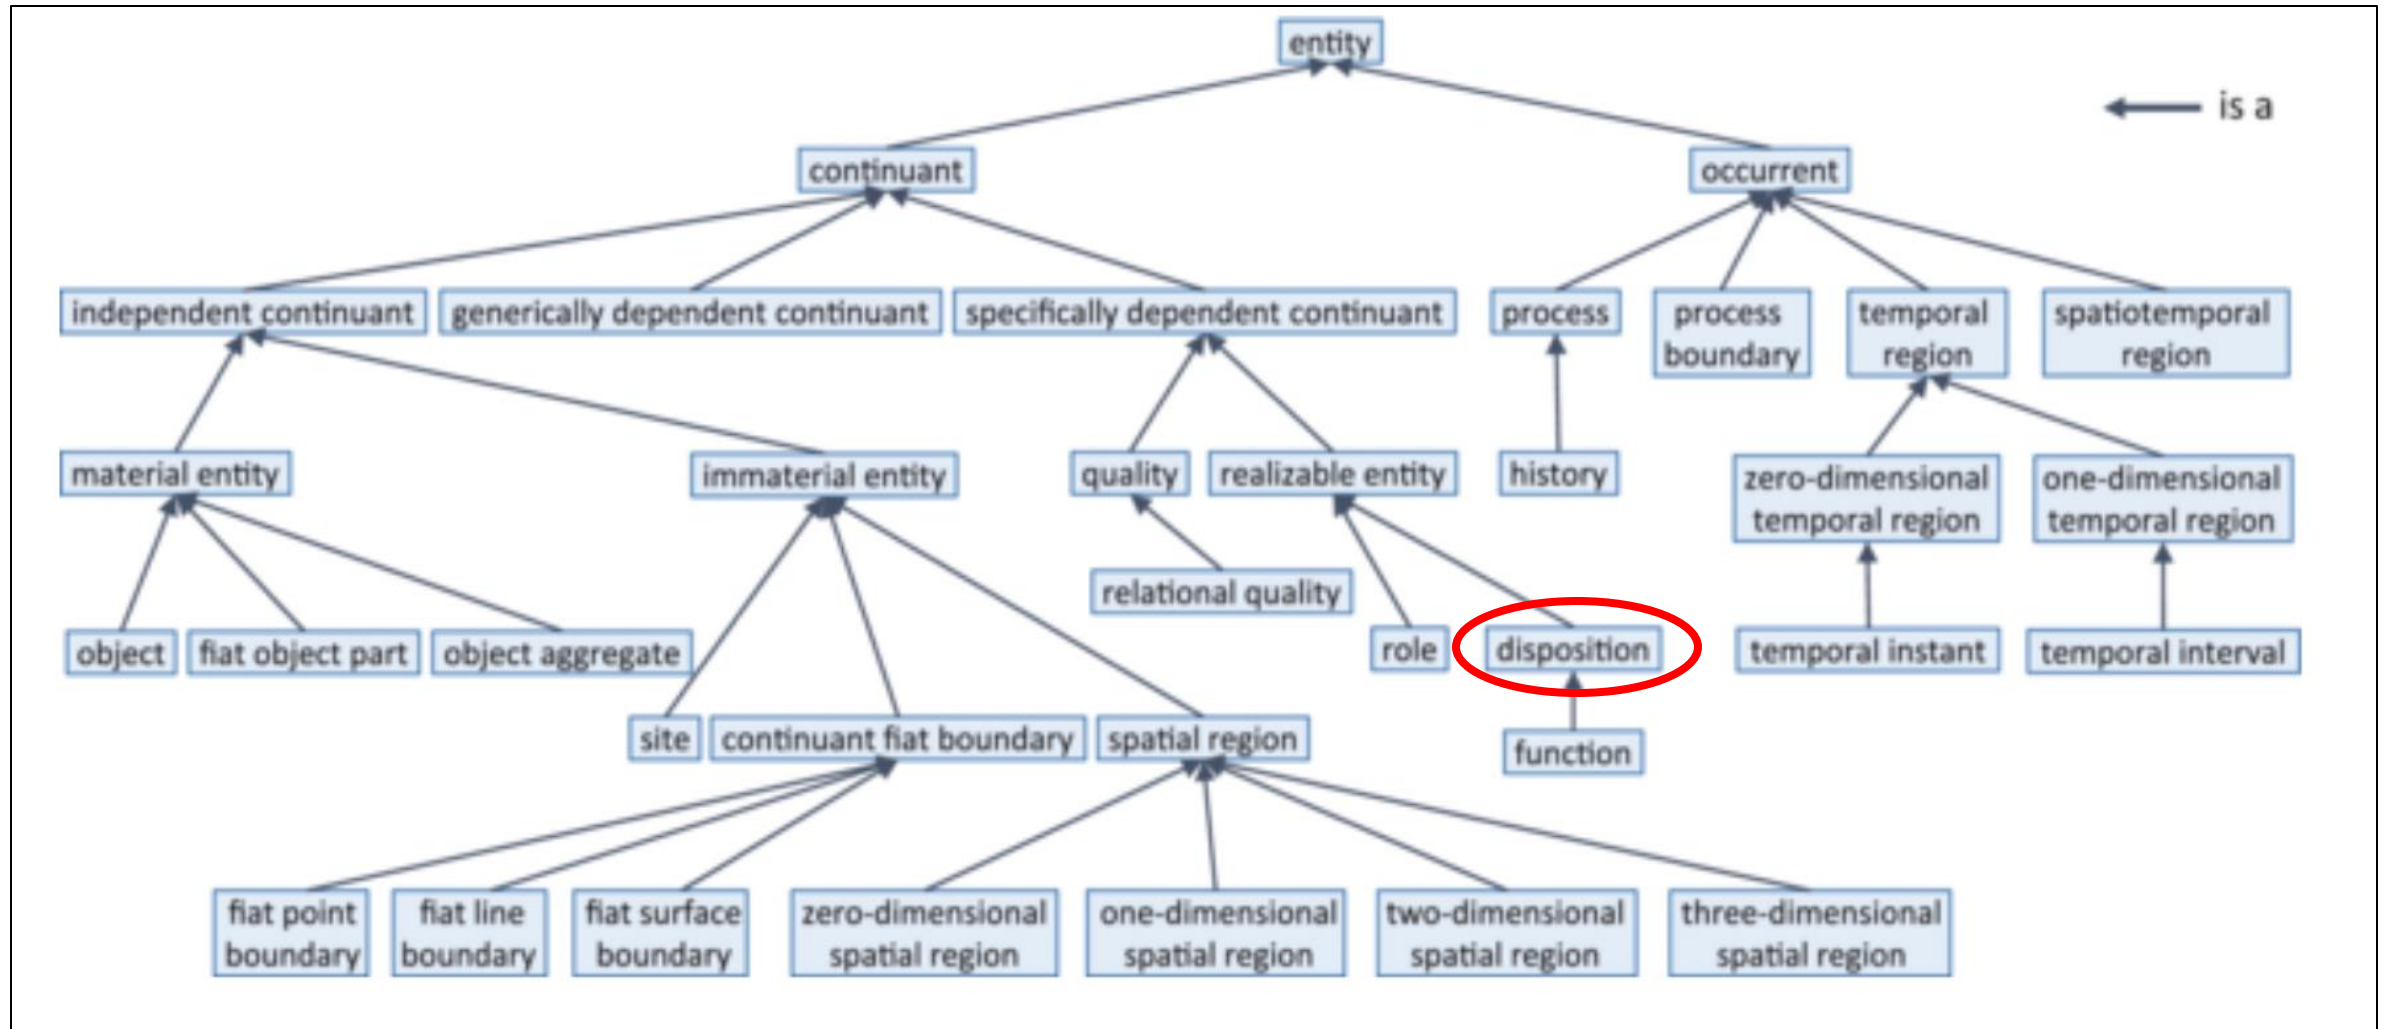 entity
is a
continuant
occurrent
independent continuant
generically dependent continuant
specifically dependent continuant
process
process
boundary
temporal
region
spatiotemporal
region
material entity
immaterial entity
quality
realizable entity
history
zero-dimensional
temporal region
one-dimensional
temporal region
relational quality
object
fiat object part
object aggregate
role
disposition
temporal instant
temporal interval
site
continuant fiat boundary
spatial region
function
fiat point
boundary
fiat line
boundary
fiat surface
boundary
zero-dimensional
spatial region
one-dimensional
spatial region
two-dimensional
spatial region
three-dimensional
spatial region